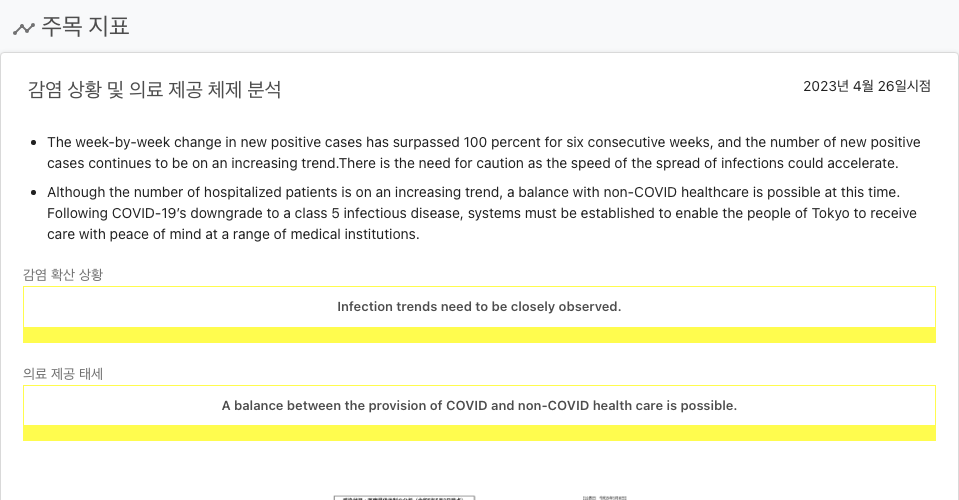 주목 지표
감염 상황 및 의료 제공 체제 분석
2023년 4월 26일시점
The week-by-week change in new positive cases has surpassed 100 percent for six consecutive weeks, and the number of new positive
cases continues to be on an increasing trend.There is the need for caution as the speed of the spread of infections could accelerate.
Although the number of hospitalized patients is on an increasing trend, a balance with non-COVID healthcare is possible at this time.
Following COVID-19’s downgrade to a class 5 infectious disease, systems must be established to enable the people of Tokyo to receive
care with peace of mind at a range of medical institutions.
감염 확산 상황
Infection trends need to be closely observed.
의료 제공 태세
A balance between the provision of COVID and non-COVID health care is possible.